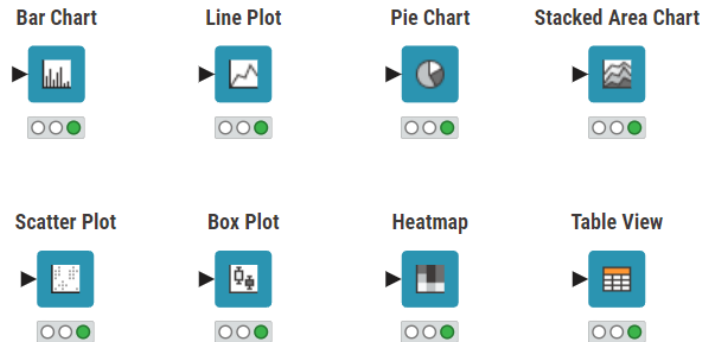 Bar Chart
Line Plot
Pie Chart
Stacked Area Chart
Scatter Plot
Box Plot
Heatmap
Table View